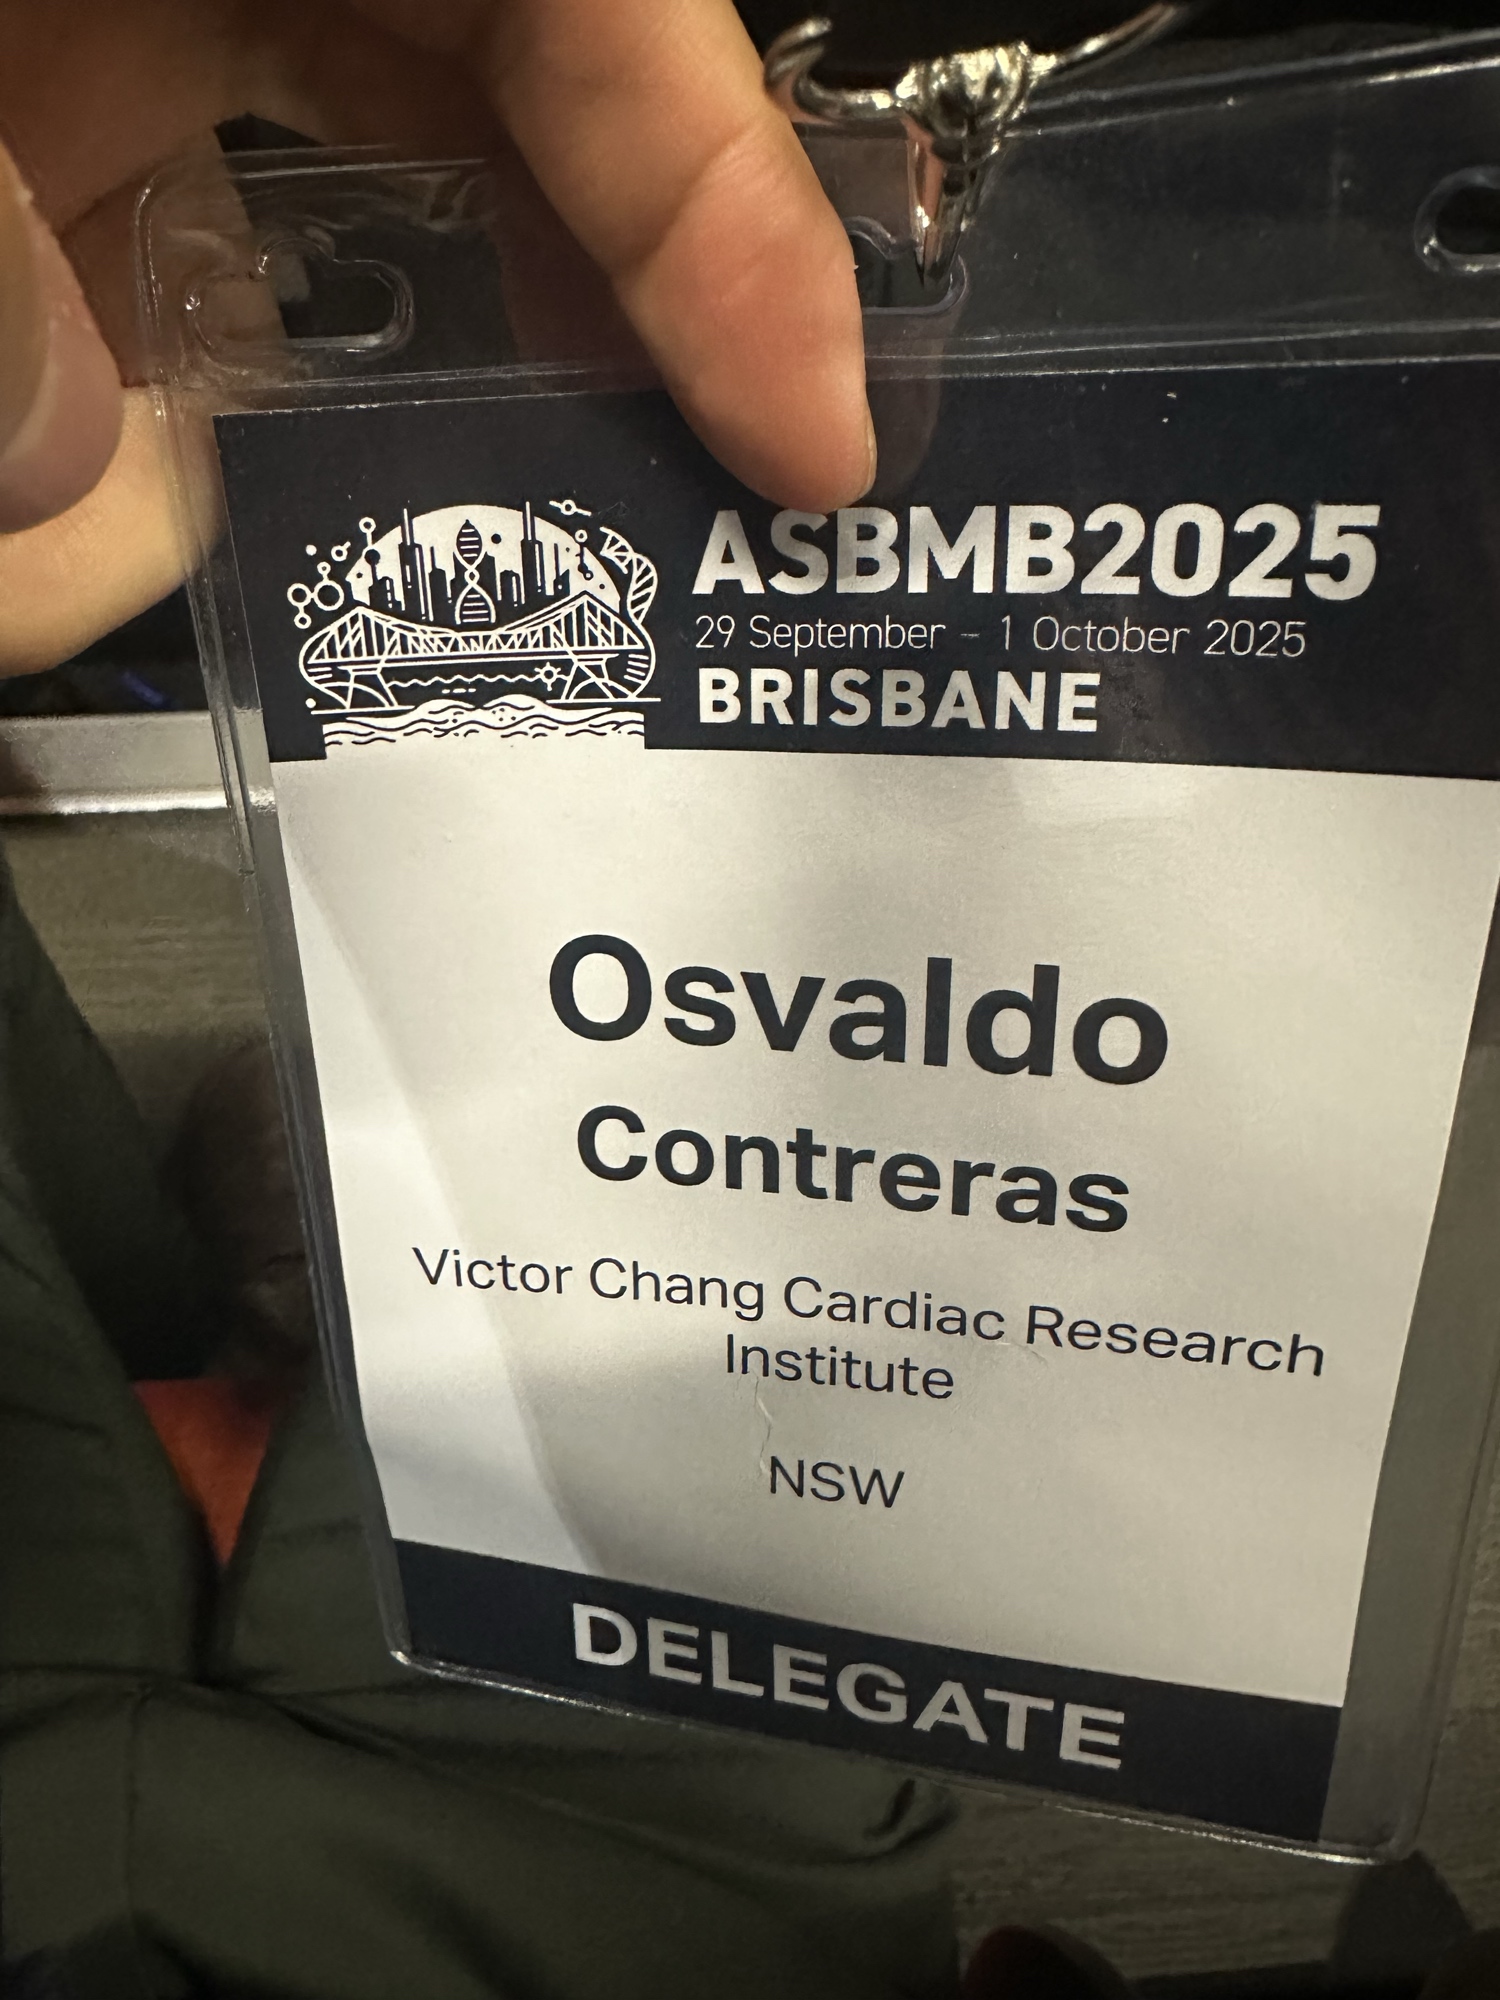 ASBMB2025
29 September – 1 October 2025
BRISBANE
Osvaldo
Contreras
Victor Chang Cardiac Research
Institute
NSW
DELEGATE